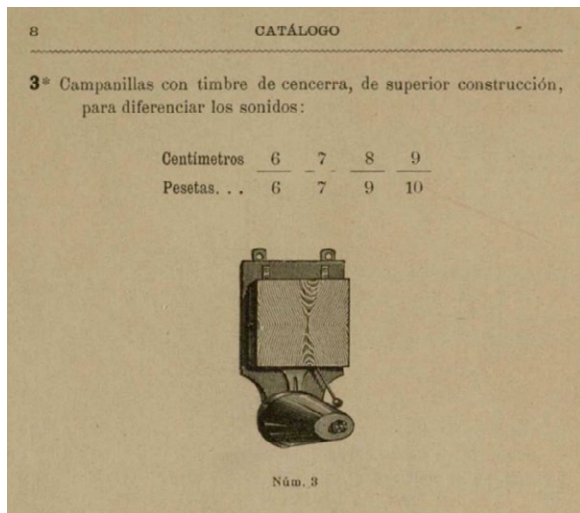 8
CATÁLOGO
3* Campanillas con timbre de cencerra, de superior construcción,
para diferenciar los sonidos:
Centímetros 6 7 8 9
Pesetas. . . 6 7 9 10
Núm. 3